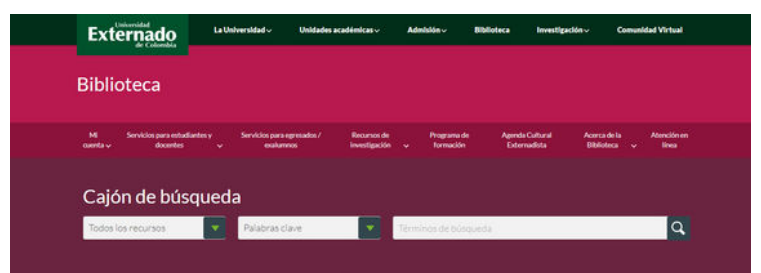 Universidad
Externado
de Colombia
La Universidad
Unidades académicas
Admisión
Biblioteca
Investigación
Comunidad Virtual
Biblioteca
Mi
cuenta
Servicios para estudiantes y
docentes
Servicios para egresados /
exalumnos
Recursos de
investigación
Programa de
formación
Agenda Cultural
Externadista
Acerca de la
Biblioteca
Atención en
línea
Cajón de búsqueda
Todos los recursos
Palabras clave
Términos de búsqueda